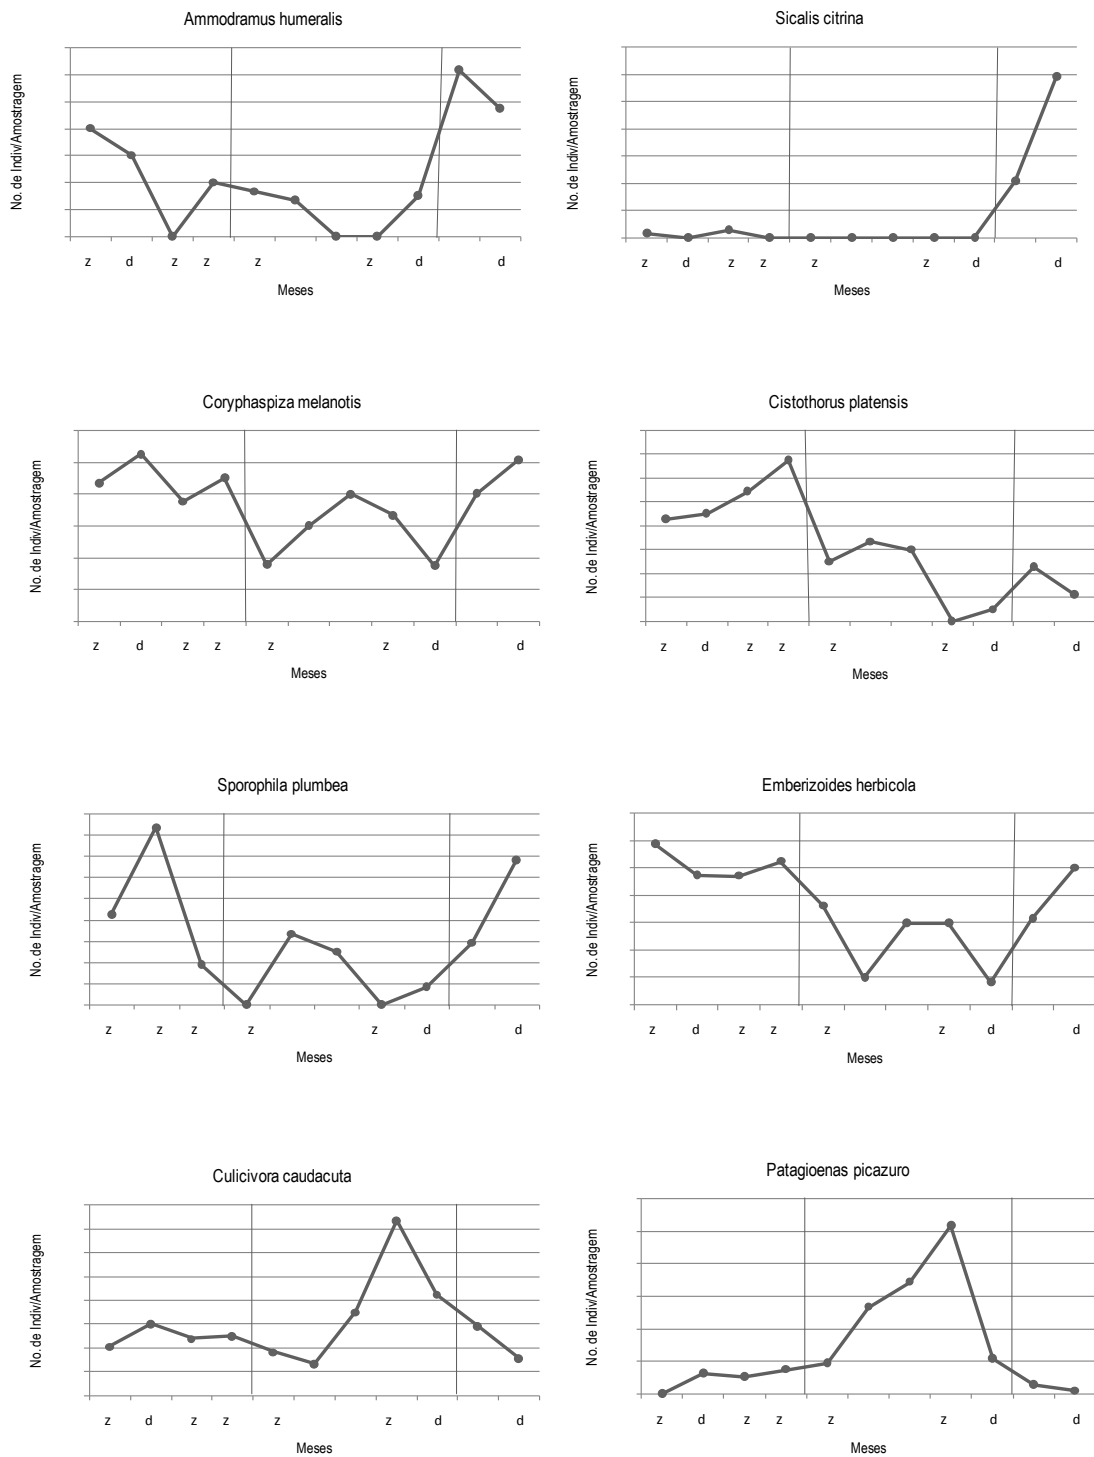 Ammodramus humeralis
No. de Indiv/Amostragem
z d z z z z d d
Meses
Sicalis citrina
No. de Indiv/Amostragem
z d z z z z d d
Meses
Coryphaspiza melanotis
No. de Indiv/Amostragem
z d z z z z d d
Meses
Cistothorus platensis
No. de Indiv/Amostragem
z d z z z z d d
Meses
Sporophila plumbea
No. de Indiv/Amostragem
z z z z z d d
Meses
Emberizoides herbicola
No. de Indiv/Amostragem
z d z z z z d d
Meses
Culicivora caudacuta
No. de Indiv/Amostragem
z d z z z z d
Meses
Patagioenas picazuro
No. de Indiv/Amostragem
z d z z z z d d
Meses